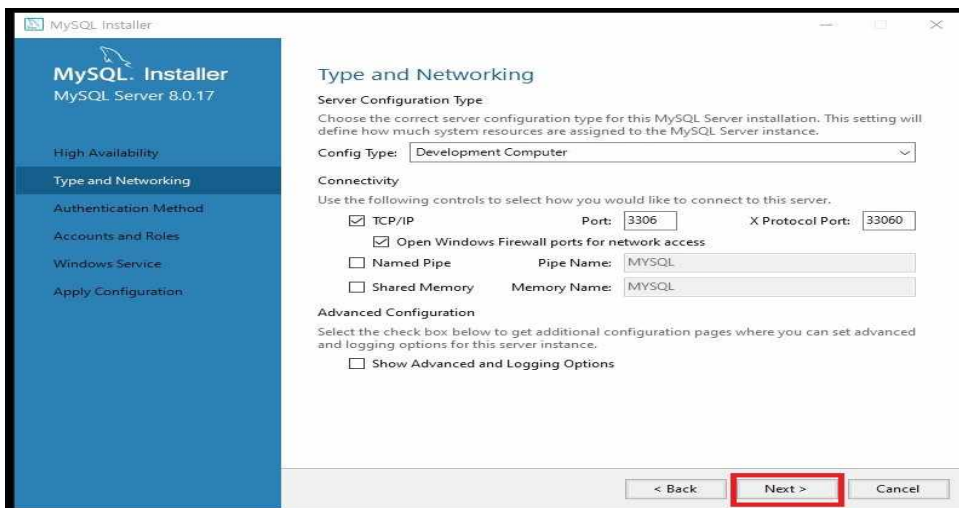 MySQL Installer
MySQL. Installer
MySQL Server 8.0.17
High Availability
Type and Networking
Authentication Method
Accounts and Roles
Windows Service
Apply Configuration
Type and Networking
Server Configuration Type
Choose the correct server configuration type for this MySQL Server installation. This setting will
define how much system resources are assigned to the MySQL Server instance.
Config Type: Development Computer
Connectivity
Use the following controls to select how you would like to connect to this server.
TCP/IP Port: 3306 X Protocol Port: 33060
Open Windows Firewall ports for network access
Named Pipe Pipe Name: MYSQL
Shared Memory Memory Name: MYSQL
Advanced Configuration
Select the check box below to get additional configuration pages where you can set advanced
and logging options for this server instance.
Show Advanced and Logging Options
< Back Next > Cancel